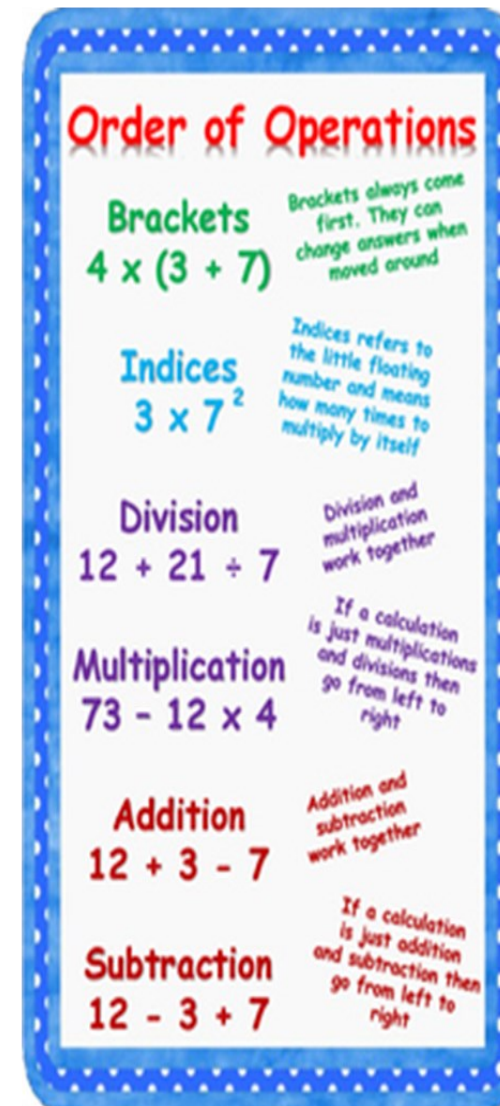 Order of Operations
Brackets
4 x (3 + 7)
Brackets always come
first. They can
change answers when
moved around
Indices
3 x 7²
Indices refers to
the little floating
number and means
how many times to
multiply by itself
Division
12 + 21 ÷ 7
Division and
multiplication
work together
Multiplication
73 – 12 x 4
If a calculation
is just multiplications
and divisions then
go from left to
right
Addition
12 + 3 - 7
Addition and
subtraction
work together
Subtraction
12 - 3 + 7
If a calculation
is just addition
and subtraction then
go from left to
right